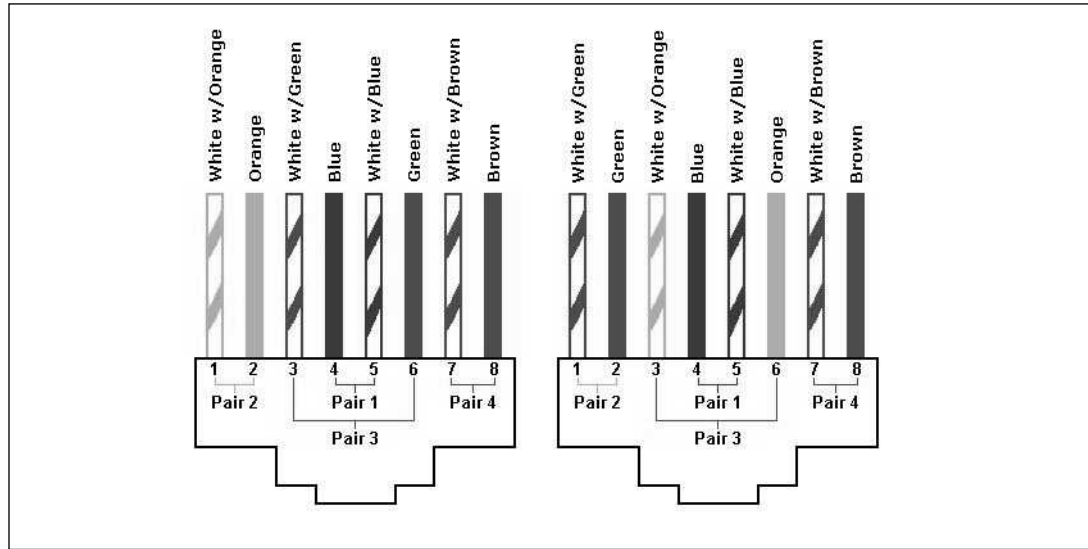 White w/Orange
Orange
White w/Green
Blue
White w/Blue
Green
White w/Brown
Brown
1 2 3 4 5 6 7 8
Pair 2 Pair 1 Pair 4
Pair 3
White w/Green
Green
White w/Orange
Blue
White w/Blue
Orange
White w/Brown
Brown
1 2 3 4 5 6 7 8
Pair 2 Pair 1 Pair 4
Pair 3